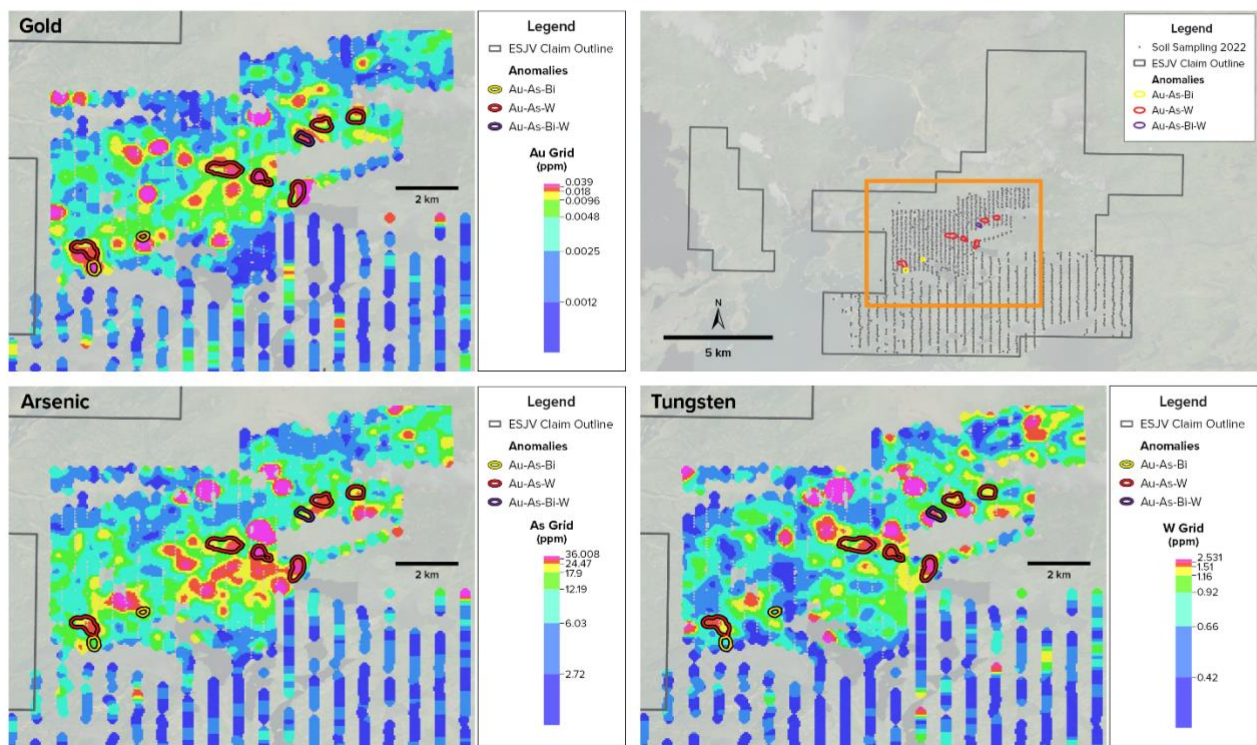 Gold
Legend
ESJV Claim Outline
Anomalies
Au-As-Bi
Au-As-W
Au-As-Bi-W
Au Grid
(ppm)
0.039
0.018
0.0096
0.0048
0.0025
0.0012
2 km
Legend
Soil Sampling 2022
ESJV Claim Outline
Anomalies
Au-As-Bi
Au-As-W
Au-As-Bi-W
N
5 km
Arsenic
Legend
ESJV Claim Outline
Anomalies
Au-As-Bi
Au-As-W
Au-As-Bi-W
As Grid
(ppm)
36.008
24.47
17.9
12.19
6.03
2.72
2 km
Tungsten
Legend
ESJV Claim Outline
Anomalies
Au-As-Bi
Au-As-W
Au-As-Bi-W
W Grid
(ppm)
2.531
1.51
1.16
0.92
0.66
0.42
2 km